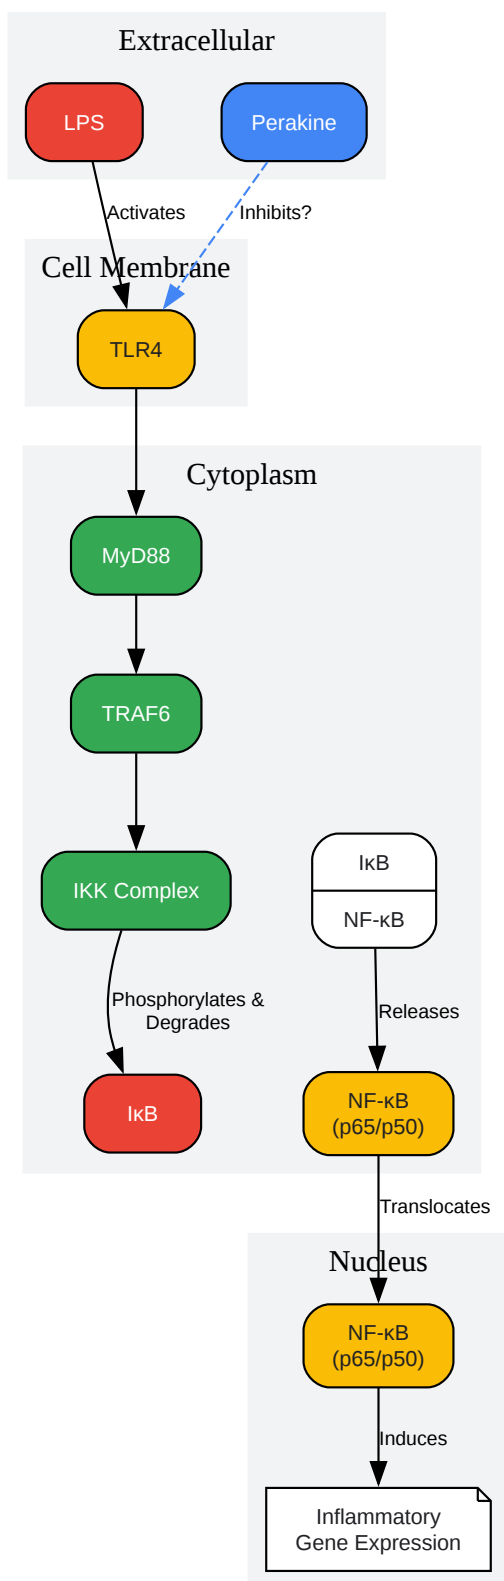 Extracellular
LPS
Perakine
Activates
Inhibits?
Cell Membrane
TLR4
Cytoplasm
MyD88
TRAF6
IKK Complex
IκB
NF-κB
Phosphorylates &
Degrades
Releases
IκB
NF-κB
(p65/p50)
Translocates
Nucleus
NF-κB
(p65/p50)
Induces
Inflammatory
Gene Expression